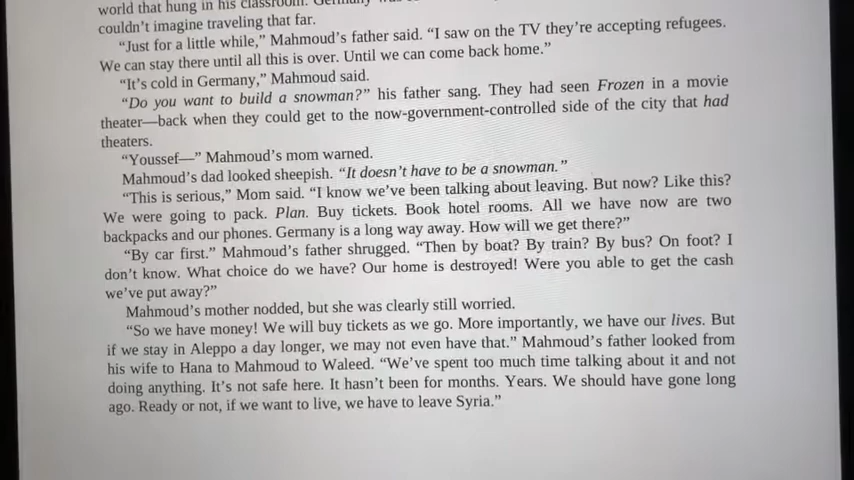 world that hung in his classroom. Germany was
couldn't imagine traveling that far.
“Just for a little while,” Mahmoud's father said. “I saw on the TV they're accepting refugees.
We can stay there until all this is over. Until we can come back home.”
“It's cold in Germany,” Mahmoud said.
“Do you want to build a snowman?” his father sang. They had seen Frozen in a movie
theater—back when they could get to the now-government-controlled side of the city that had
theaters.
“Youssef—” Mahmoud's mom warned.
Mahmoud's dad looked sheepish. “It doesn't have to be a snowman.”
“This is serious,” Mom said. “I know we've been talking about leaving. But now? Like this?
We were going to pack. Plan. Buy tickets. Book hotel rooms. All we have now are two
backpacks and our phones. Germany is a long way away. How will we get there?”
“By car first.” Mahmoud's father shrugged. “Then by boat? By train? By bus? On foot? I
don't know. What choice do we have? Our home is destroyed! Were you able to get the cash
we've put away?”
Mahmoud's mother nodded, but she was clearly still worried.
“So we have money! We will buy tickets as we go. More importantly, we have our lives. But
if we stay in Aleppo a day longer, we may not even have that.” Mahmoud's father looked from
his wife to Hana to Mahmoud to Waleed. “We've spent too much time talking about it and not
doing anything. It's not safe here. It hasn't been for months. Years. We should have gone long
ago. Ready or not, if we want to live, we have to leave Syria.”